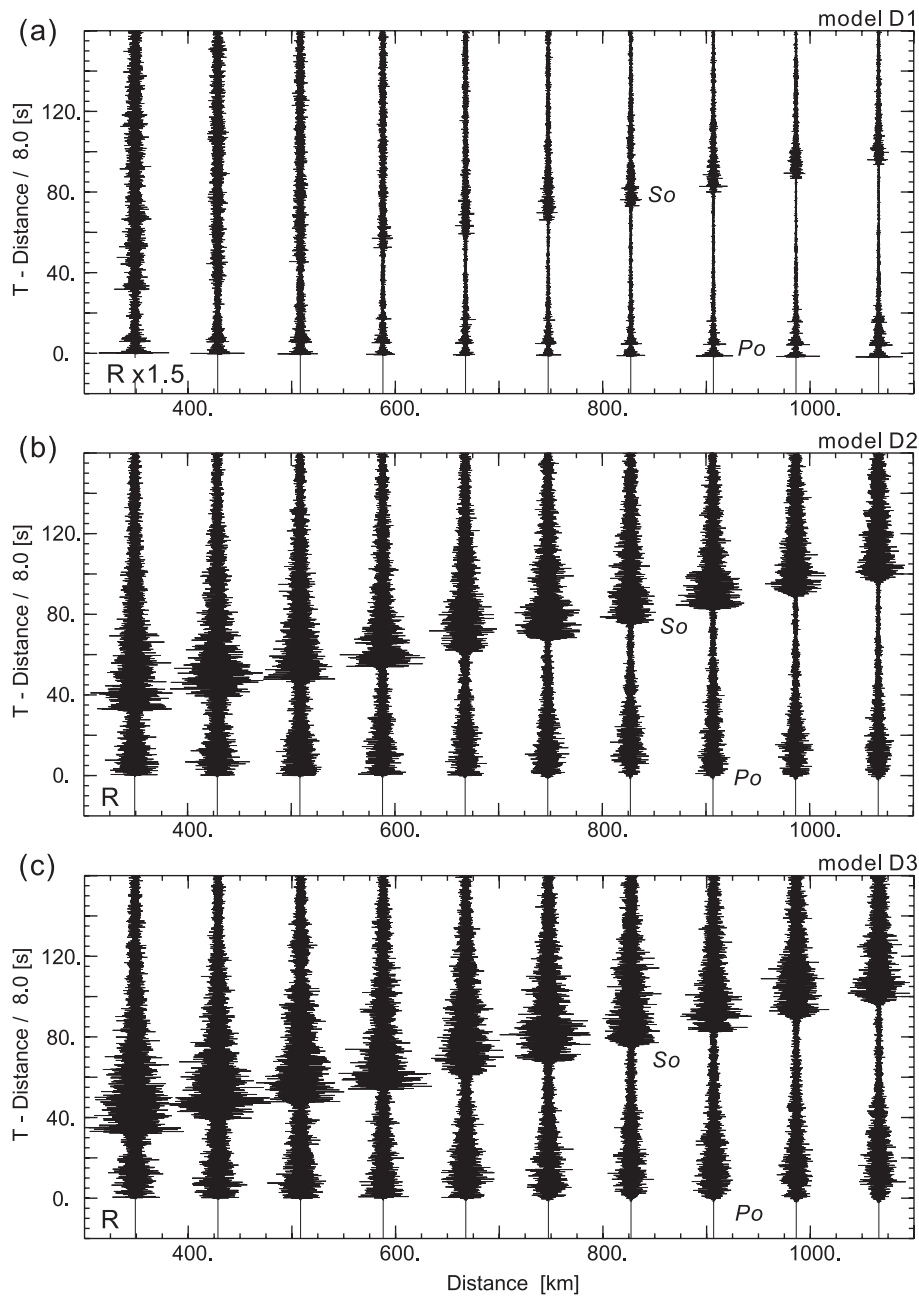 (a)
model D1
T - Distance / 8.0 [s]
120.
80.
40.
0.
So
Po
R x1.5
400.
600.
800.
1000.
(b)
model D2
T - Distance / 8.0 [s]
120.
80.
40.
0.
So
Po
R
400.
600.
800.
1000.
(c)
model D3
T - Distance / 8.0 [s]
120.
80.
40.
0.
So
Po
R
400.
600.
800.
1000.
Distance [km]